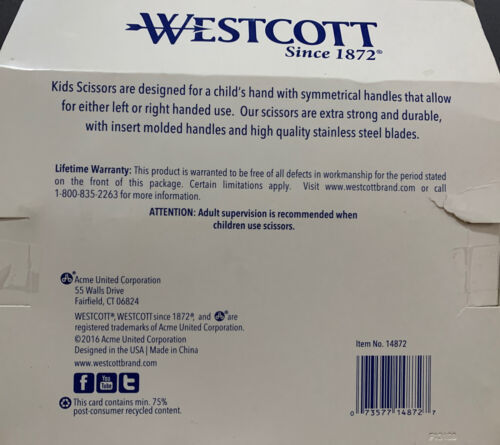 WESTCOTT
Since 1872®
Kids Scissors are designed for a child's hand with symmetrical handles that allow
for either left or right handed use. Our scissors are extra strong and durable,
with insert molded handles and high quality stainless steel blades.
Lifetime Warranty: This product is warranted to be free of all defects in workmanship for the period stated
on the front of this package. Certain limitations apply. Visit www.westcottbrand.com or call
1-800-835-2263 for more information.
ATTENTION: Adult supervision is recommended when
children use scissors.
Acme United Corporation
55 Walls Drive
Fairfield, CT 06824
WESTCOTT®, WESTCOTT since 1872®, and ® are
registered trademarks of Acme United Corporation.
©2016 Acme United Corporation
Designed in the USA | Made in China
www.westcottbrand.com
f You Tube t
This card contains min. 75%
post-consumer recycled content.
Item No. 14872
0 73577 14872 7